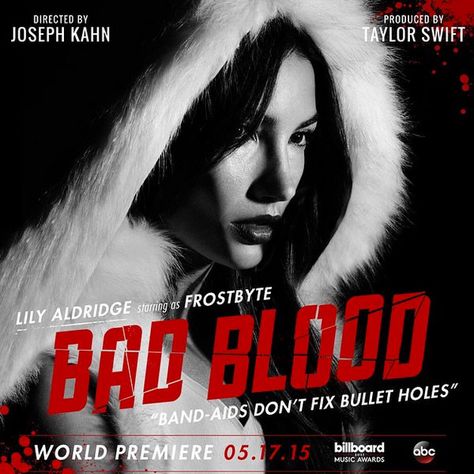 DIRECTED BY
JOSEPH KAHN
PRODUCED BY
TAYLOR SWIFT
LILY ALDRIDGE starring as FROSTBYTE
BAD BLOOD
"BAND-AIDS DON'T FIX BULLET HOLES"
WORLD PREMIERE 05.17.15
billboard
2015
MUSIC AWARDS
abc